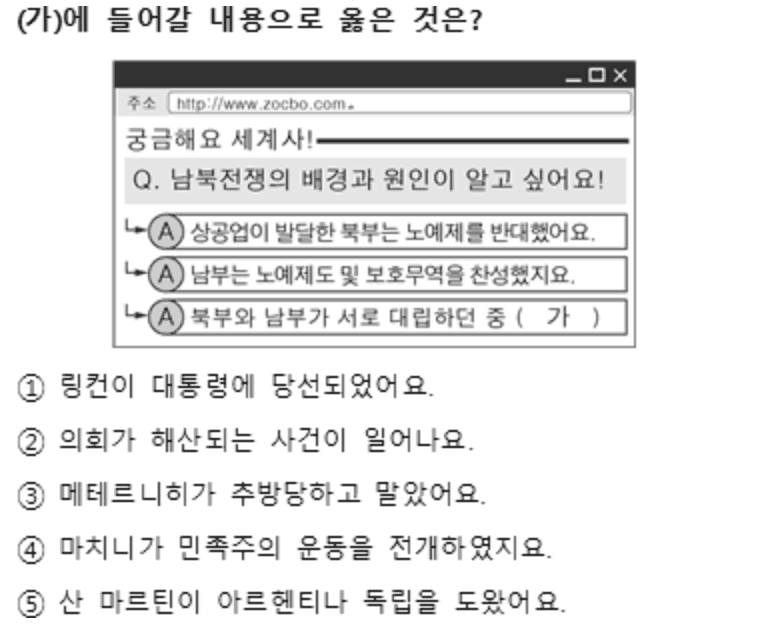 (가)에 들어갈 내용으로 옳은 것은?
주소 http://www.zocbo.com.
궁금해요 세계사!
Q. 남북전쟁의 배경과 원인이 알고 싶어요!
A 상공업이 발달한 북부는 노예제를 반대했어요.
A 남부는 노예제도 및 보호무역을 찬성했지요.
A 북부와 남부가 서로 대립하던 중 ( 가 )
① 링컨이 대통령에 당선되었어요.
② 의회가 해산되는 사건이 일어나요.
③ 메테르니히가 추방당하고 말았어요.
④ 마치니가 민족주의 운동을 전개하였지요.
⑤ 산 마르틴이 아르헨티나 독립을 도왔어요.